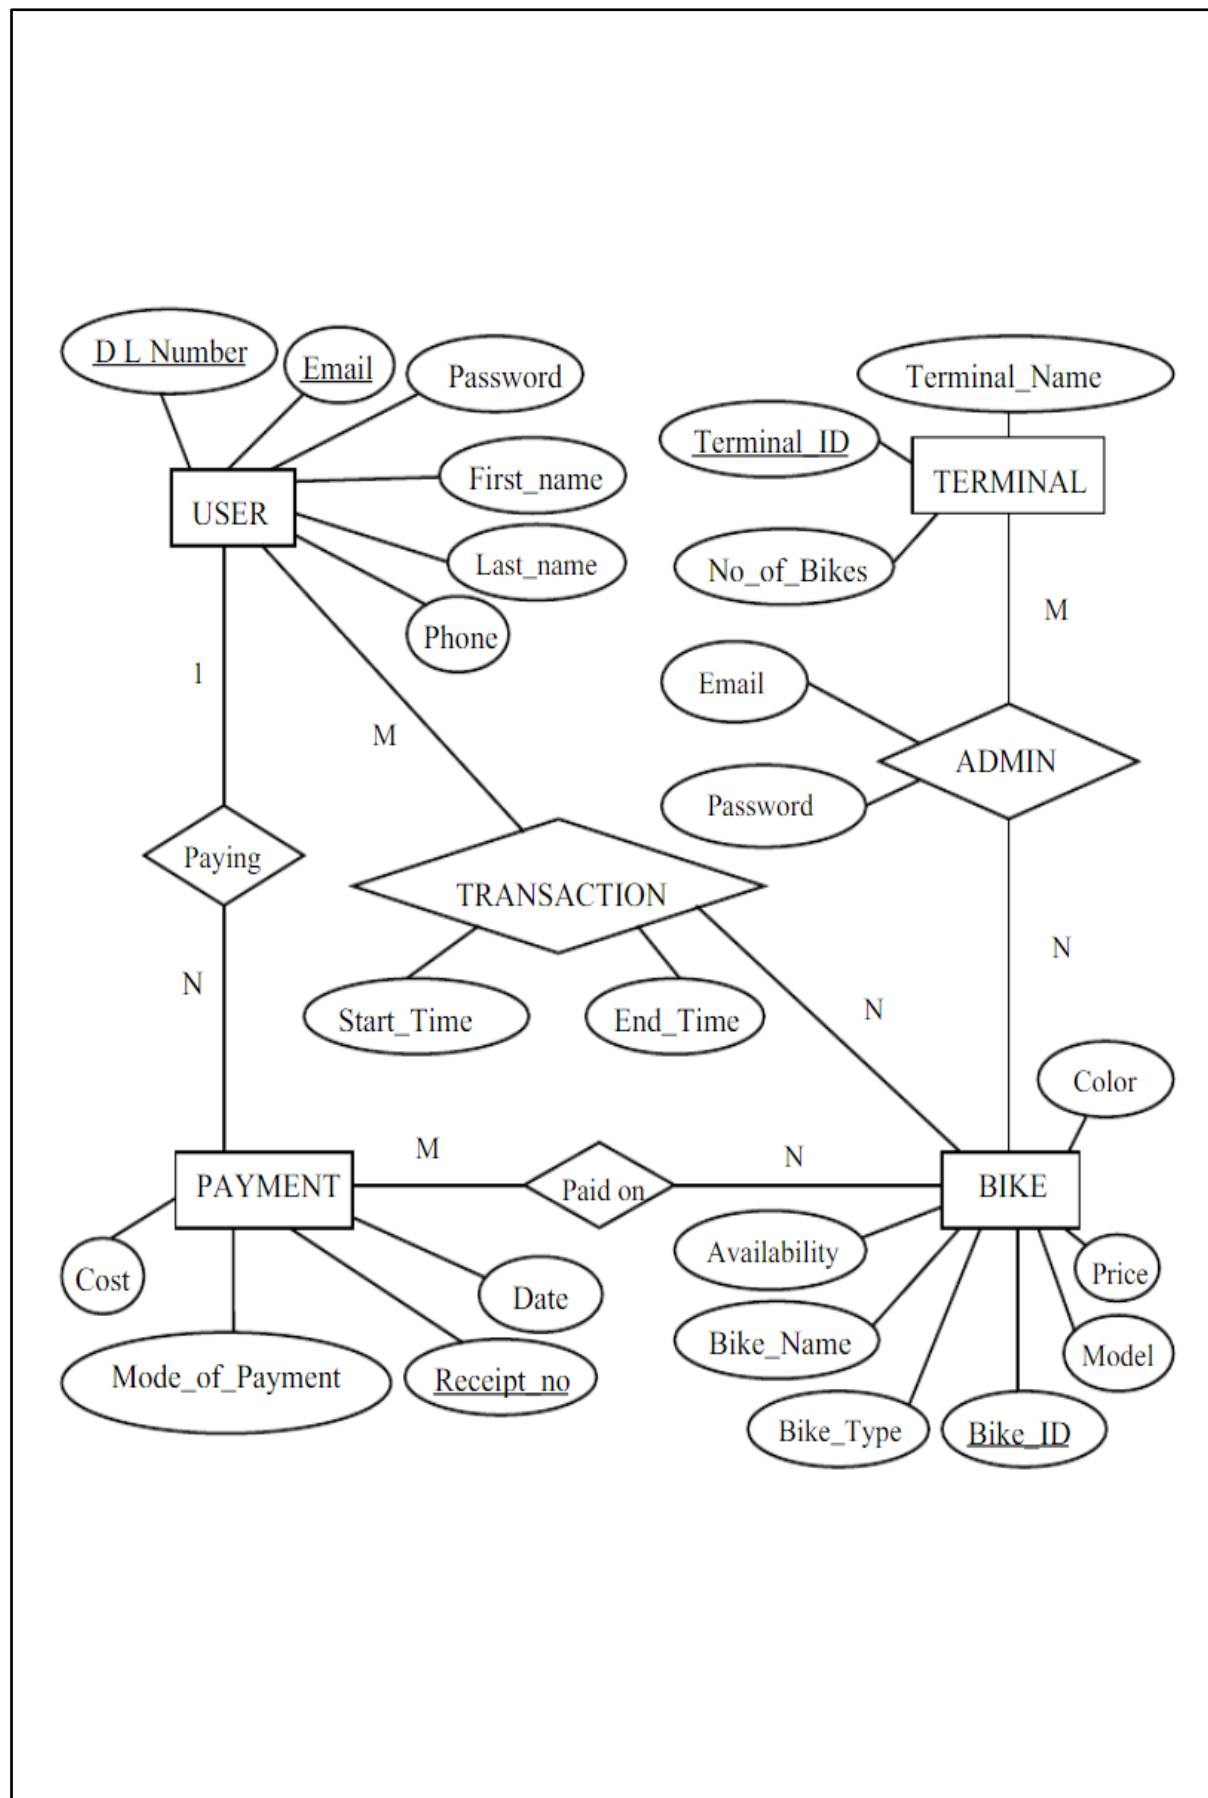 D L Number
Email
Password
Terminal_Name
Terminal_ID
First_name
TERMINAL
USER
Last_name
No_of_Bikes
Phone
M
1
Email
M
ADMIN
Password
Paying
TRANSACTION
N
N
Start_Time
End_Time
N
Color
M
N
PAYMENT
Paid on
BIKE
Availability
Cost
Price
Date
Bike_Name
Model
Mode_of_Payment
Receipt_no
Bike_Type
Bike_ID